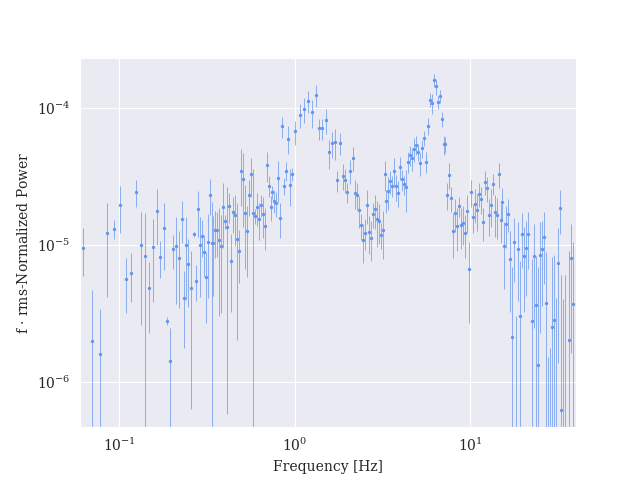 f · rms-Normalized Power
10⁻⁴
10⁻⁵
10⁻⁶
10⁻¹ 10⁰ 10¹
Frequency [Hz]